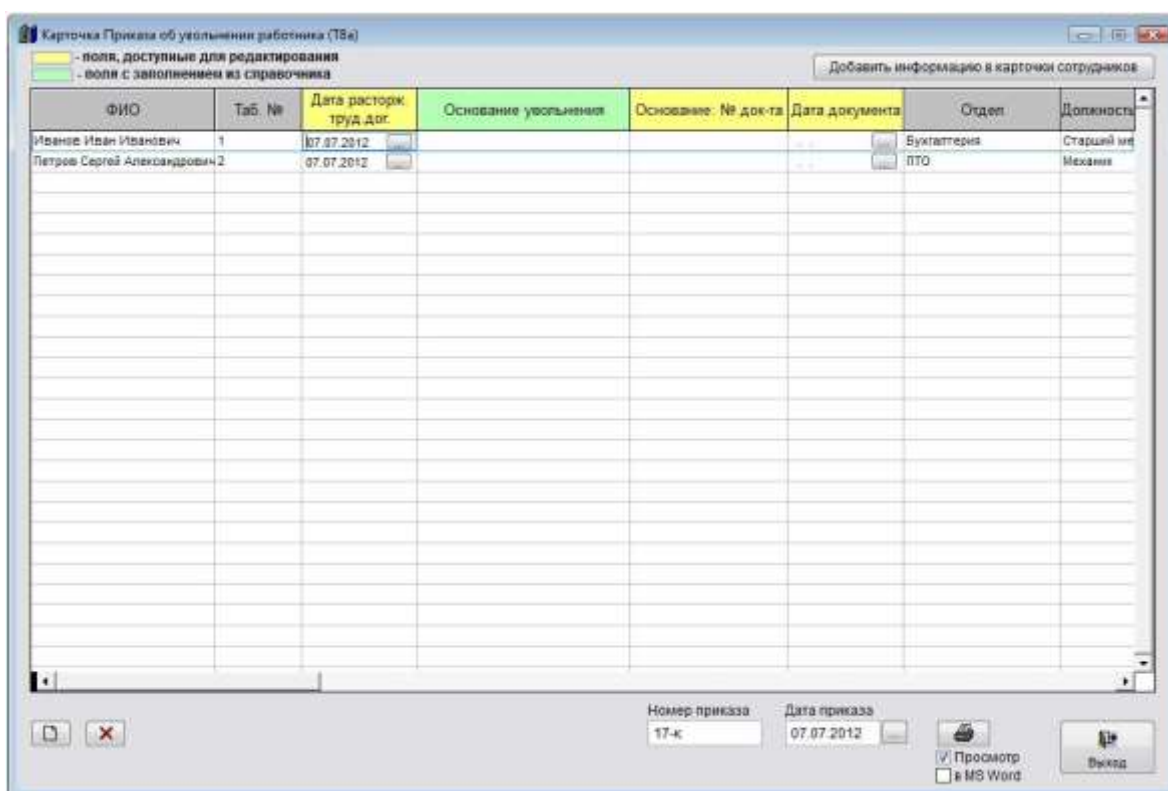 Карточка Приказа об увольнении работника (Т8а)
- поля, доступные для редактирования
- поля с заполнением из справочника
Добавить информацию в карточки сотрудников
ФИО Таб. № Дата расторж. труд.дог. Основание увольнения Основание: № док-та Дата документа Отдел Должность
Иванов Иван Иванович 1 07.07.2012 ... . . ... Бухгалтерия Старший ме
Петров Сергей Александрович 2 07.07.2012 ... . . ... ПТО Механик
Номер приказа Дата приказа
17-к 07.07.2012 ...
Просмотр
в MS Word
Выход